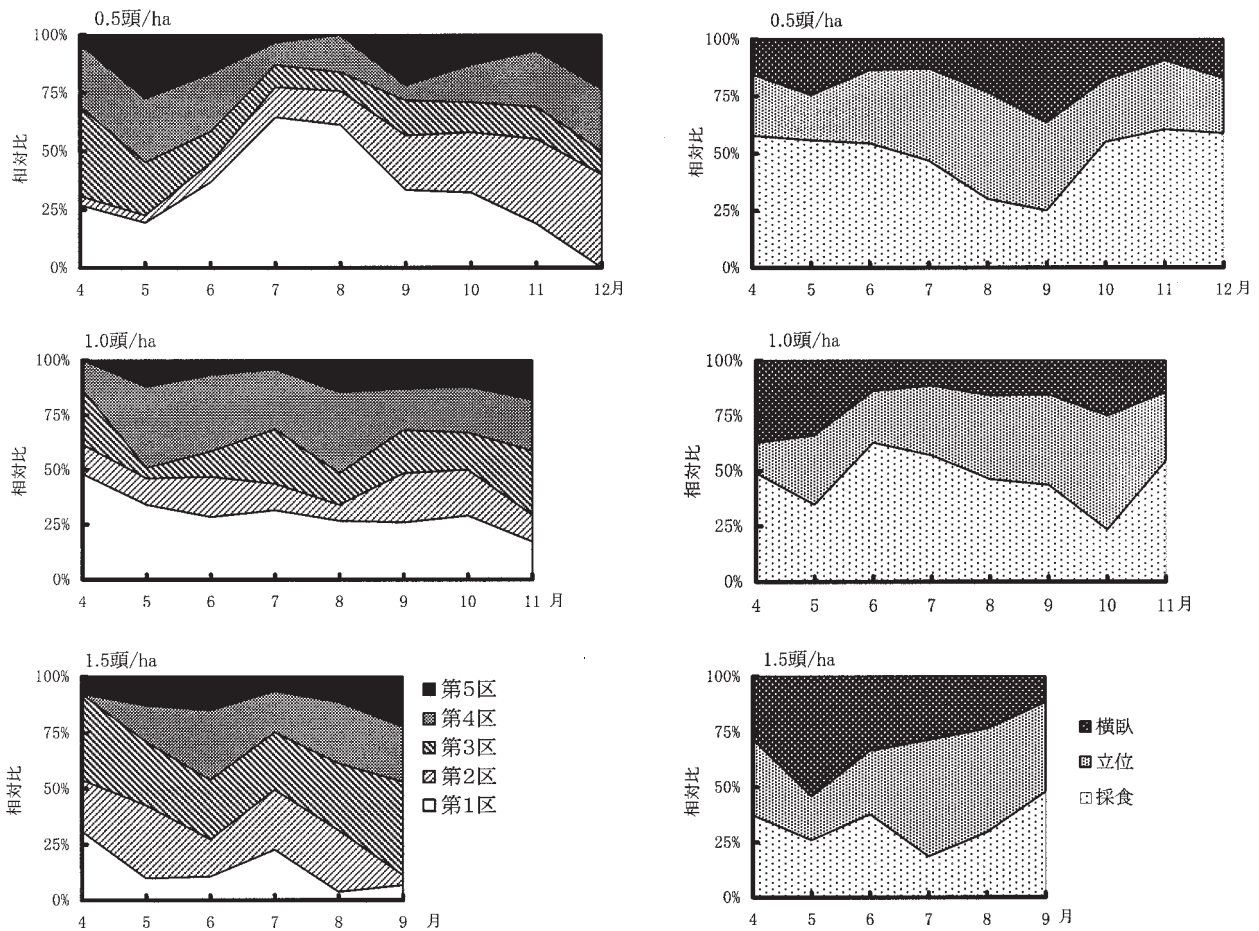 0.5頭/ha
100%
75%
50%
25%
0%
相対比
4 5 6 7 8 9 10 11 12月
0.5頭/ha
100%
75%
50%
25%
0%
相対比
4 5 6 7 8 9 10 11 12月
1.0頭/ha
100%
75%
50%
25%
0%
相対比
4 5 6 7 8 9 10 11 月
1.0頭/ha
100%
75%
50%
25%
0%
相対比
4 5 6 7 8 9 10 11月
1.5頭/ha
100%
75%
50%
25%
0%
相対比
4 5 6 7 8 9 月
第5区
第4区
第3区
第2区
第1区
1.5頭/ha
100%
75%
50%
25%
0%
相対比
4 5 6 7 8 9 月
横臥
立位
採食